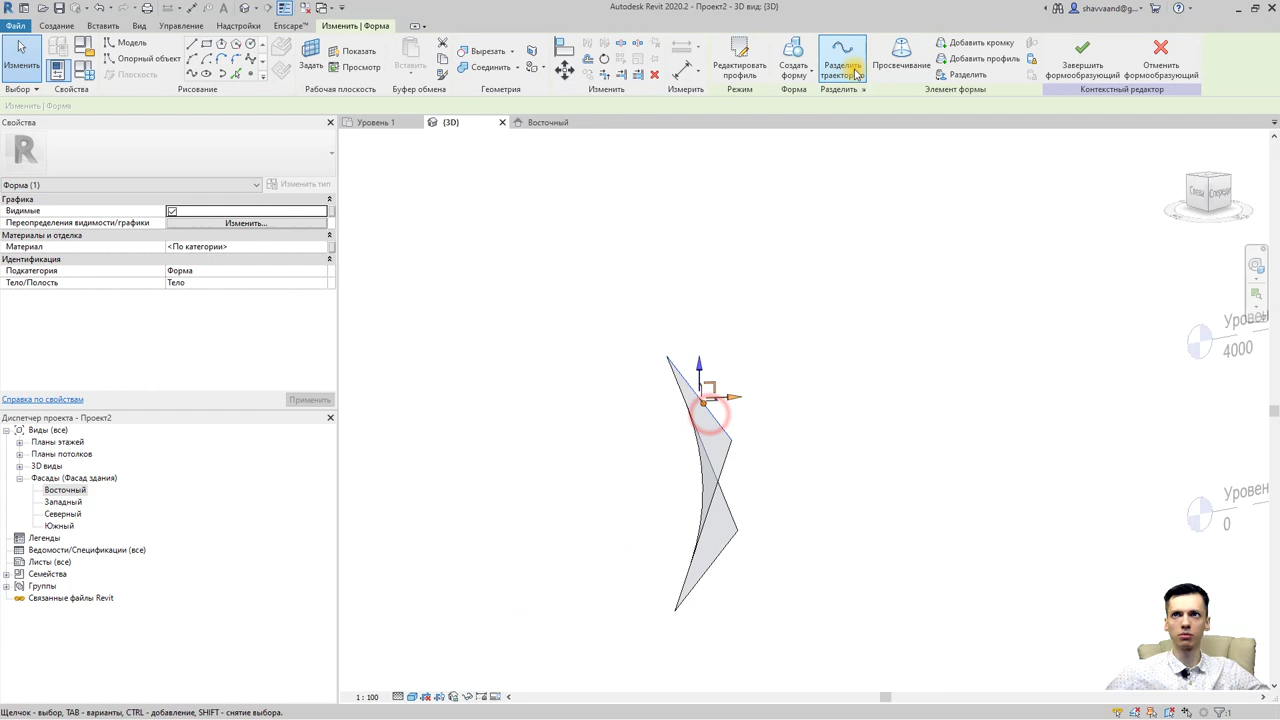 Autodesk Revit 2020.2 - Проект2 - 3D вид: {3D}
shavvaand@g...
Файл
Создание
Вставить
Вид
Управление
Надстройки
Enscape™
Изменить | Форма
Изменить
Модель
Опорный объект
Задать
Показать
Просмотр
Вставить
Вырезать
Соединить
Редактировать профиль
Создать форму
Разделить
Просвечивание
Добавить кромку
Добавить профиль
Разделить
Завершить формообразующий
Отменить формообразующий
Выбор
Свойства
Рисование
Рабочая плоскость
Буфер обмена
Геометрия
Изменить
Измерить
Режим
Форма
Разделить
Элемент формы
Контекстный редактор
Изменить | Форма
Свойства
Уровень 1
{3D}
Восточный
R
Форма (1)
Изменить тип
Графика
Видимые
Переопределения видимости/графики
Изменить...
Материалы и отделка
Материал
<По категории>
Идентификация
Подкатегория
Форма
Тело/Полость
Тело
Справка по свойствам
Применить
Диспетчер проекта - Проект2
Виды (все)
Планы этажей
Планы потолков
3D виды
Фасады (Фасад здания)
Восточный
Западный
Северный
Южный
Легенды
Ведомости/Спецификации (все)
Листы (все)
Семейства
Группы
Связанные файлы Revit
Слева
Спереди
4000
0
1 : 100
Щелчок - выбор, TAB - варианты, CTRL - добавление, SHIFT - снятие выбора.
:1